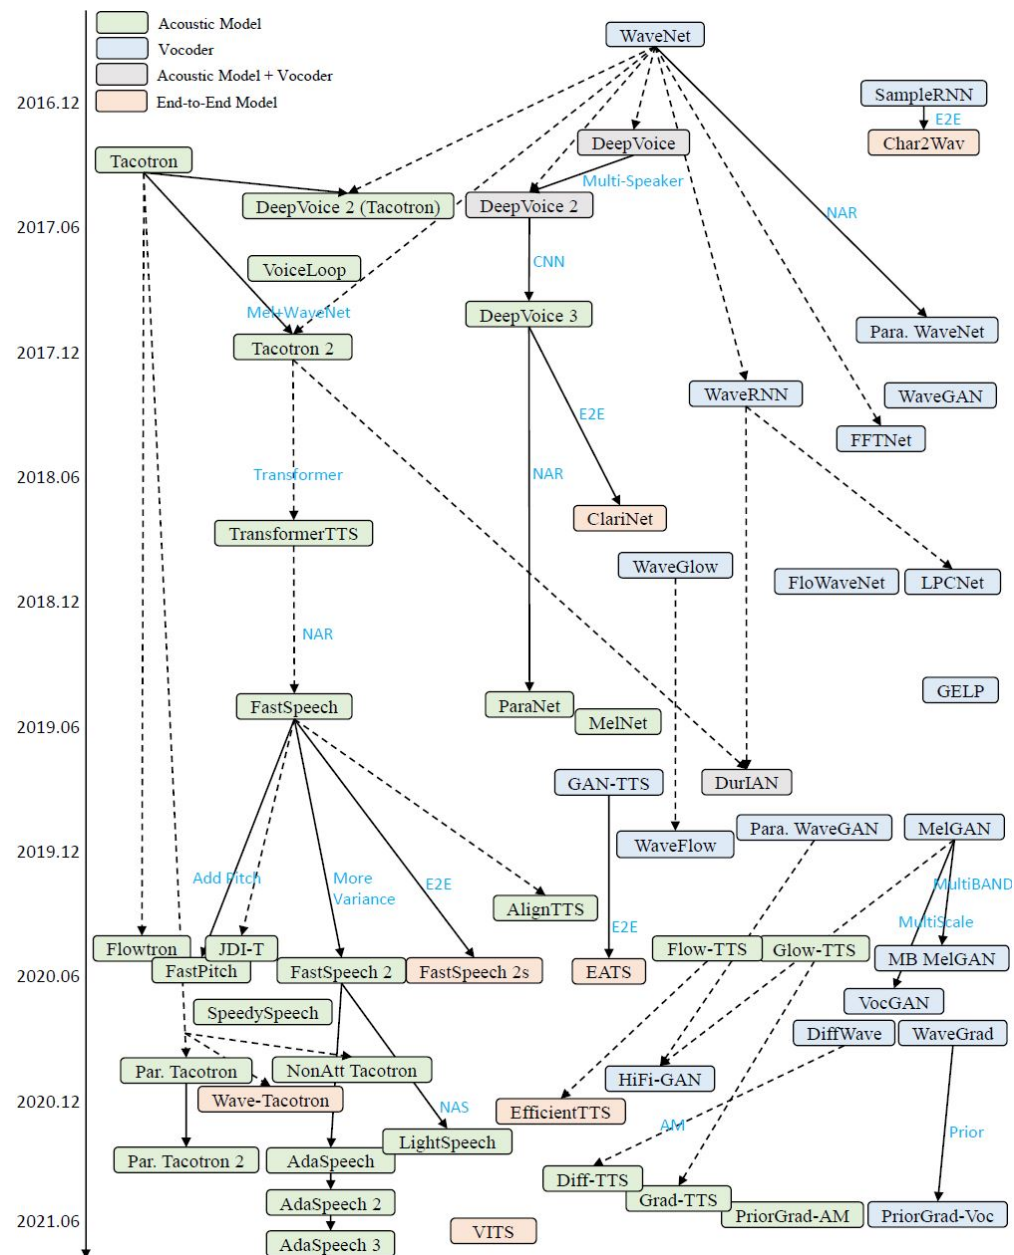 Acoustic Model
Vocoder
Acoustic Model + Vocoder
End-to-End Model
WaveNet
2016.12
SampleRNN
E2E
Char2Wav
DeepVoice
Tacotron
Multi-Speaker
DeepVoice 2 (Tacotron)
DeepVoice 2
NAR
2017.06
VoiceLoop
CNN
Mel+WaveNet
DeepVoice 3
Para. WaveNet
Tacotron 2
2017.12
WaveRNN
WaveGAN
E2E
FFTNet
Transformer
NAR
2018.06
ClariNet
TransformerTTS
WaveGlow
FloWaveNet
LPCNet
2018.12
NAR
GELP
FastSpeech
ParaNet
MelNet
2019.06
GAN-TTS
DurIAN
Para. WaveGAN
MelGAN
WaveFlow
2019.12
Add Pitch
More
Variance
E2E
MultiBAND
AlignTTS
MultiScale
E2E
Flowtron
JDI-T
Flow-TTS
Glow-TTS
MB MelGAN
FastPitch
FastSpeech 2
FastSpeech 2s
EATS
2020.06
VocGAN
SpeedySpeech
DiffWave
WaveGrad
Par. Tacotron
NonAtt Tacotron
HiFi-GAN
Wave-Tacotron
2020.12
NAS
EfficientTTS
AM
Prior
LightSpeech
Par. Tacotron 2
AdaSpeech
Diff-TTS
Grad-TTS
AdaSpeech 2
PriorGrad-AM
PriorGrad-Voc
2021.06
VITS
AdaSpeech 3